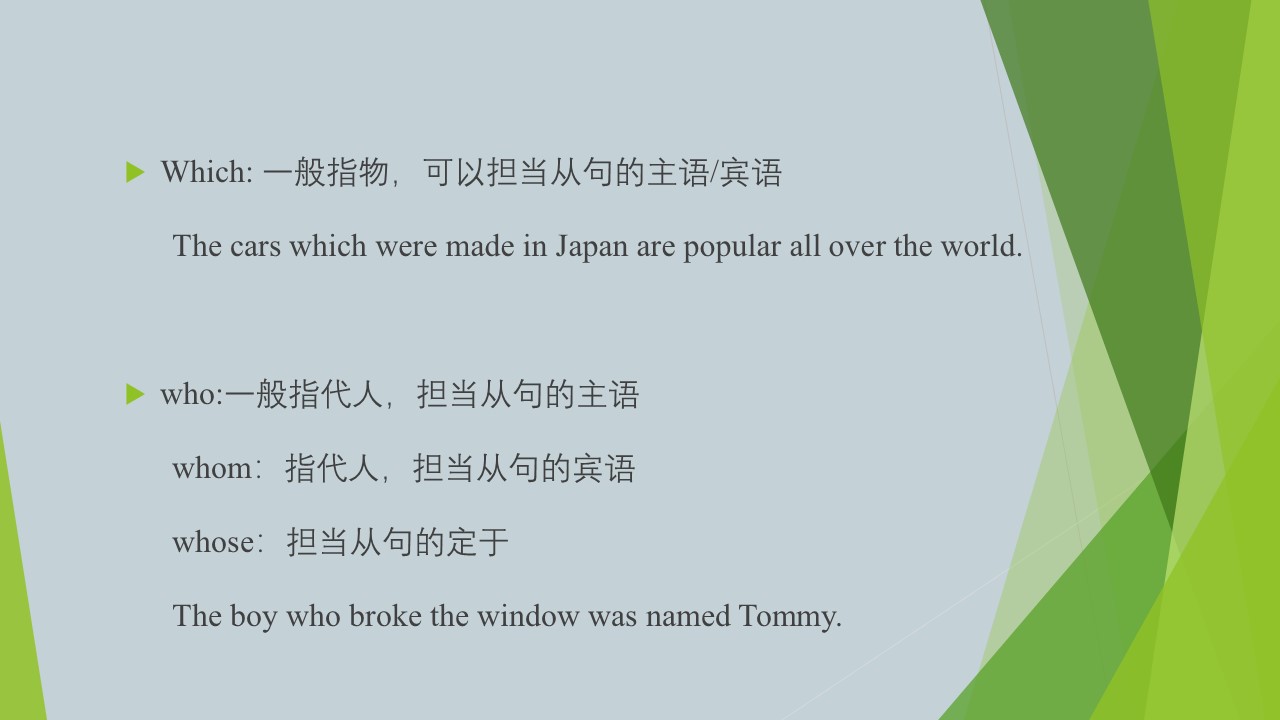 Which: 一般指物，可以担当从句的主语/宾语
The cars which were made in Japan are popular all over the world.
who:一般指代人，担当从句的主语
whom：指代人，担当从句的宾语
whose：担当从句的定于
The boy who broke the window was named Tommy.